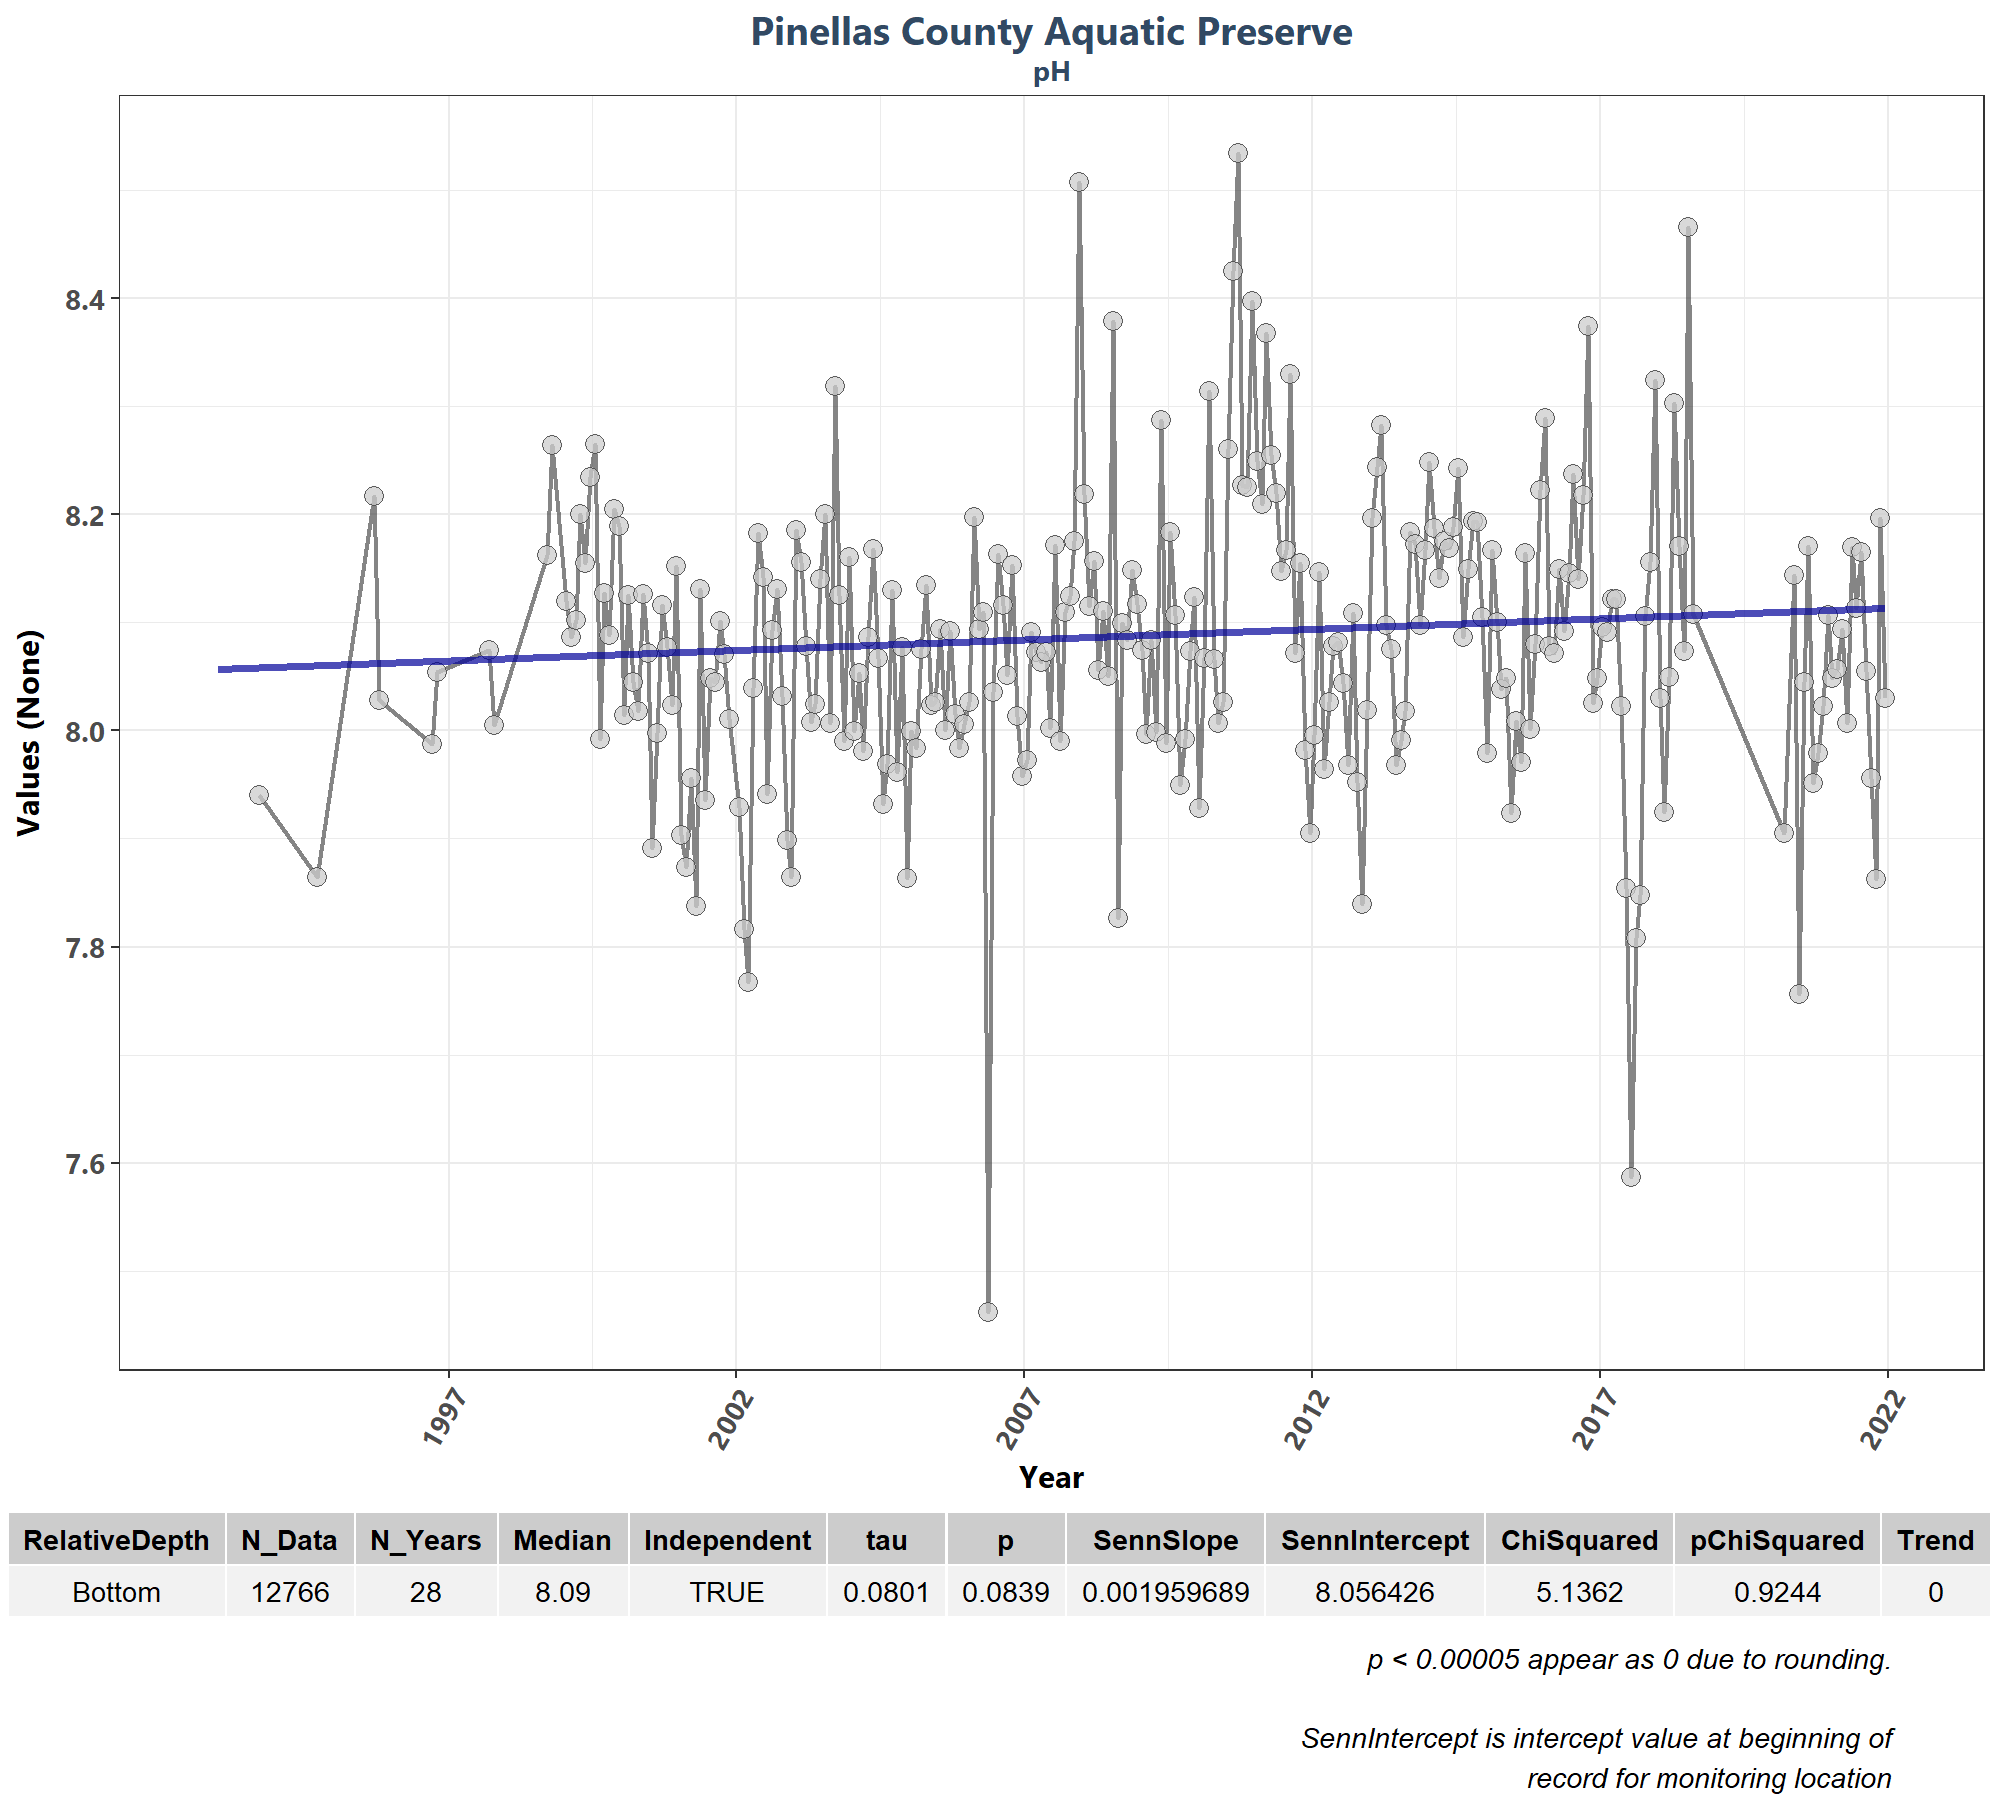 Pinellas County Aquatic Preserve
pH
Values (None)
8.4
8.2
8.0
7.8
7.6
1997
2002
2007
2012
2017
2022
Year
RelativeDepth N_Data N_Years Median Independent tau p SennSlope SennIntercept ChiSquared pChiSquared Trend
Bottom 12766 28 8.09 TRUE 0.0801 0.0839 0.001959689 8.056426 5.1362 0.9244 0
p < 0.00005 appear as 0 due to rounding.
SennIntercept is intercept value at beginning of
record for monitoring location